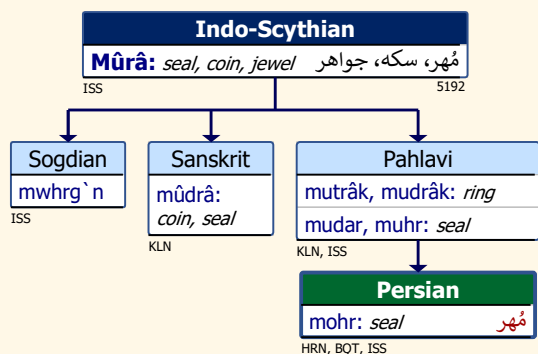 Indo-Scythian
Mûrâ: seal, coin, jewel مُهر، سکه، جواهر
ISS 5192
Sogdian Sanskrit Pahlavi
mwhrg`n
ISS
mûdrâ:
coin, seal
KLN
mutrâk, mudrâk: ring
mudar, muhr: seal
KLN, ISS
Persian
mohr: seal مُهر
HRN, BQT, ISS